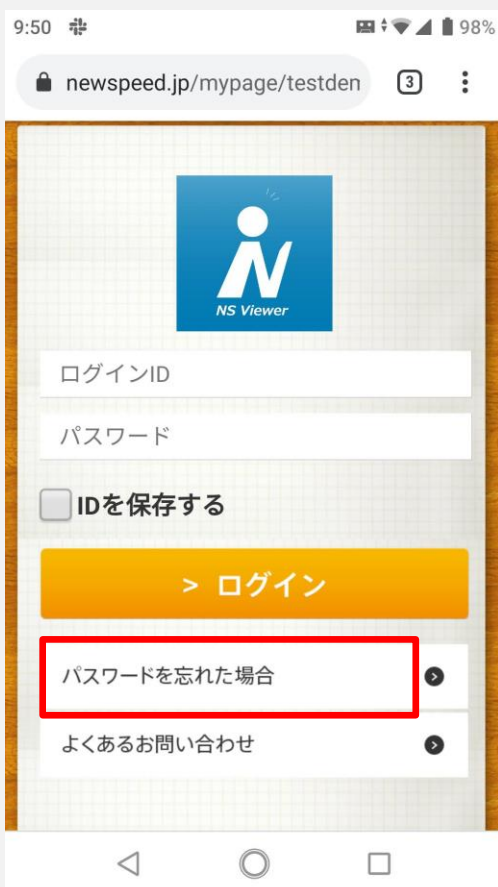 9:50
98%
newspeed.jp/mypage/testden
3
NS Viewer
ログインID
パスワード
IDを保存する
> ログイン
パスワードを忘れた場合
よくあるお問い合わせ